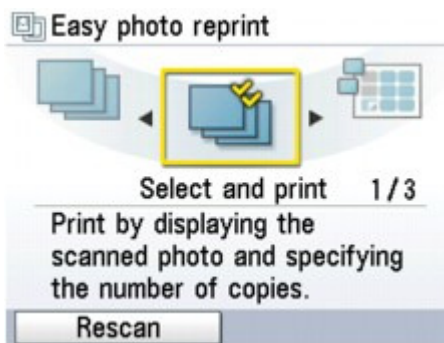 Easy photo reprint
Select and print 1/3
Print by displaying the
scanned photo and specifying
the number of copies.
Rescan